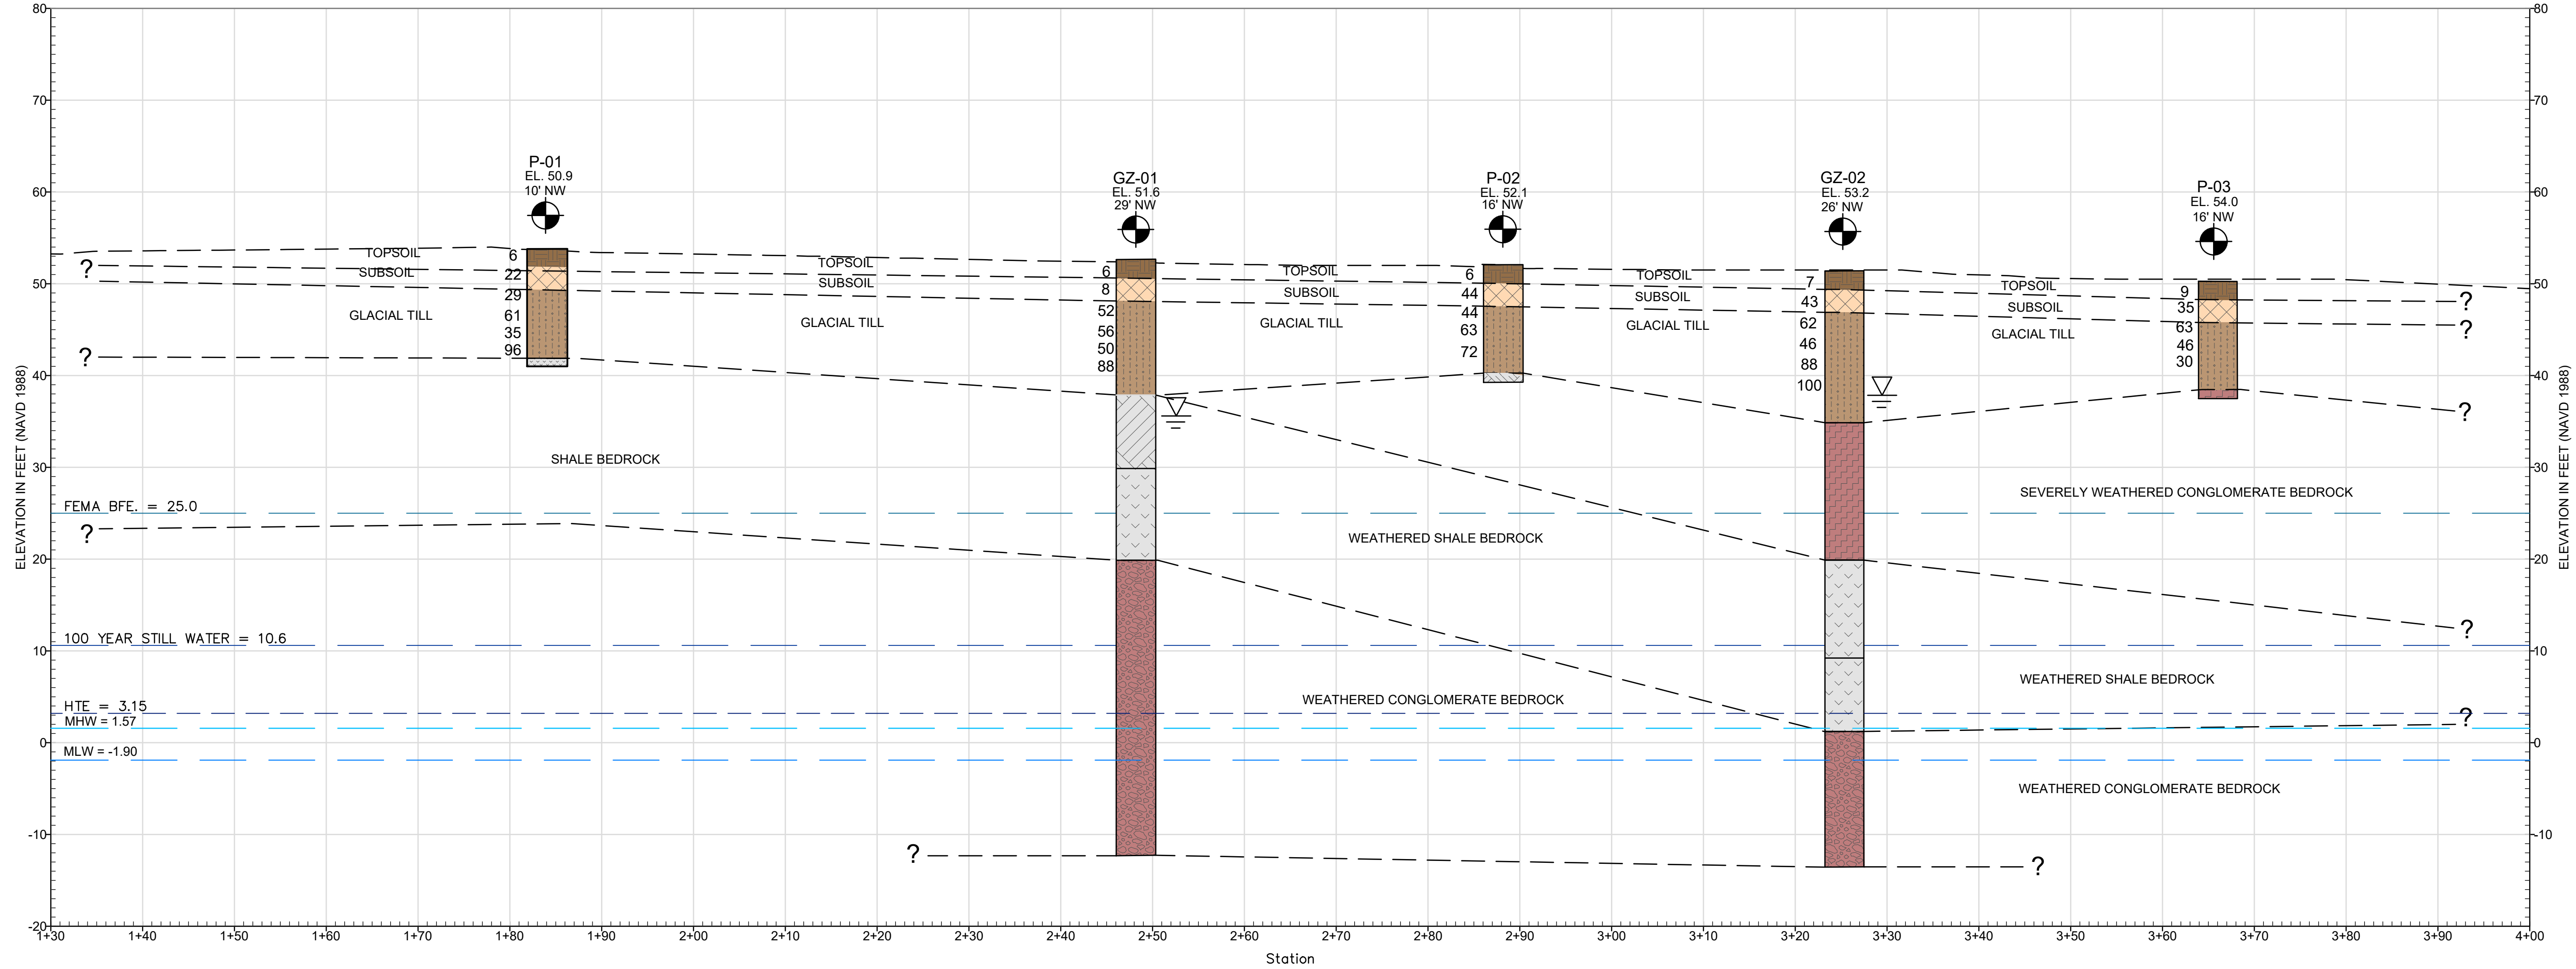 80
80
70
70
P-01
EL. 50.9
10' NW
GZ-01
EL. 51.6
29' NW
P-02
EL. 52.1
16' NW
GZ-02
EL. 53.2
26' NW
P-03
EL. 54.0
16' NW
60
60
TOPSOIL
SUBSOIL
GLACIAL TILL
?
?
6
22
29
61
35
96
TOPSOIL
SUBSOIL
GLACIAL TILL
6
8
52
56
50
88
TOPSOIL
SUBSOIL
GLACIAL TILL
6
44
44
63
72
TOPSOIL
SUBSOIL
GLACIAL TILL
7
43
62
46
88
100
TOPSOIL
SUBSOIL
GLACIAL TILL
9
35
63
46
30
?
?
?
50
50
40
40
ELEVATION IN FEET (NAVD 1988)
ELEVATION IN FEET (NAVD 1988)
SHALE BEDROCK
30
30
SEVERELY WEATHERED CONGLOMERATE BEDROCK
FEMA BFE. = 25.0
?
WEATHERED SHALE BEDROCK
20
20
?
100 YEAR STILL WATER = 10.6
10
10
WEATHERED SHALE BEDROCK
WEATHERED CONGLOMERATE BEDROCK
HTE = 3.15
?
MHW = 1.57
0
0
MLW = -1.90
WEATHERED CONGLOMERATE BEDROCK
-10
-10
?
?
-20
1+30
1+40
1+50
1+60
1+70
1+80
1+90
2+00
2+10
2+20
2+30
2+40
2+50
2+60
2+70
2+80
2+90
3+00
3+10
3+20
3+30
3+40
3+50
3+60
3+70
3+80
3+90
4+00
Station